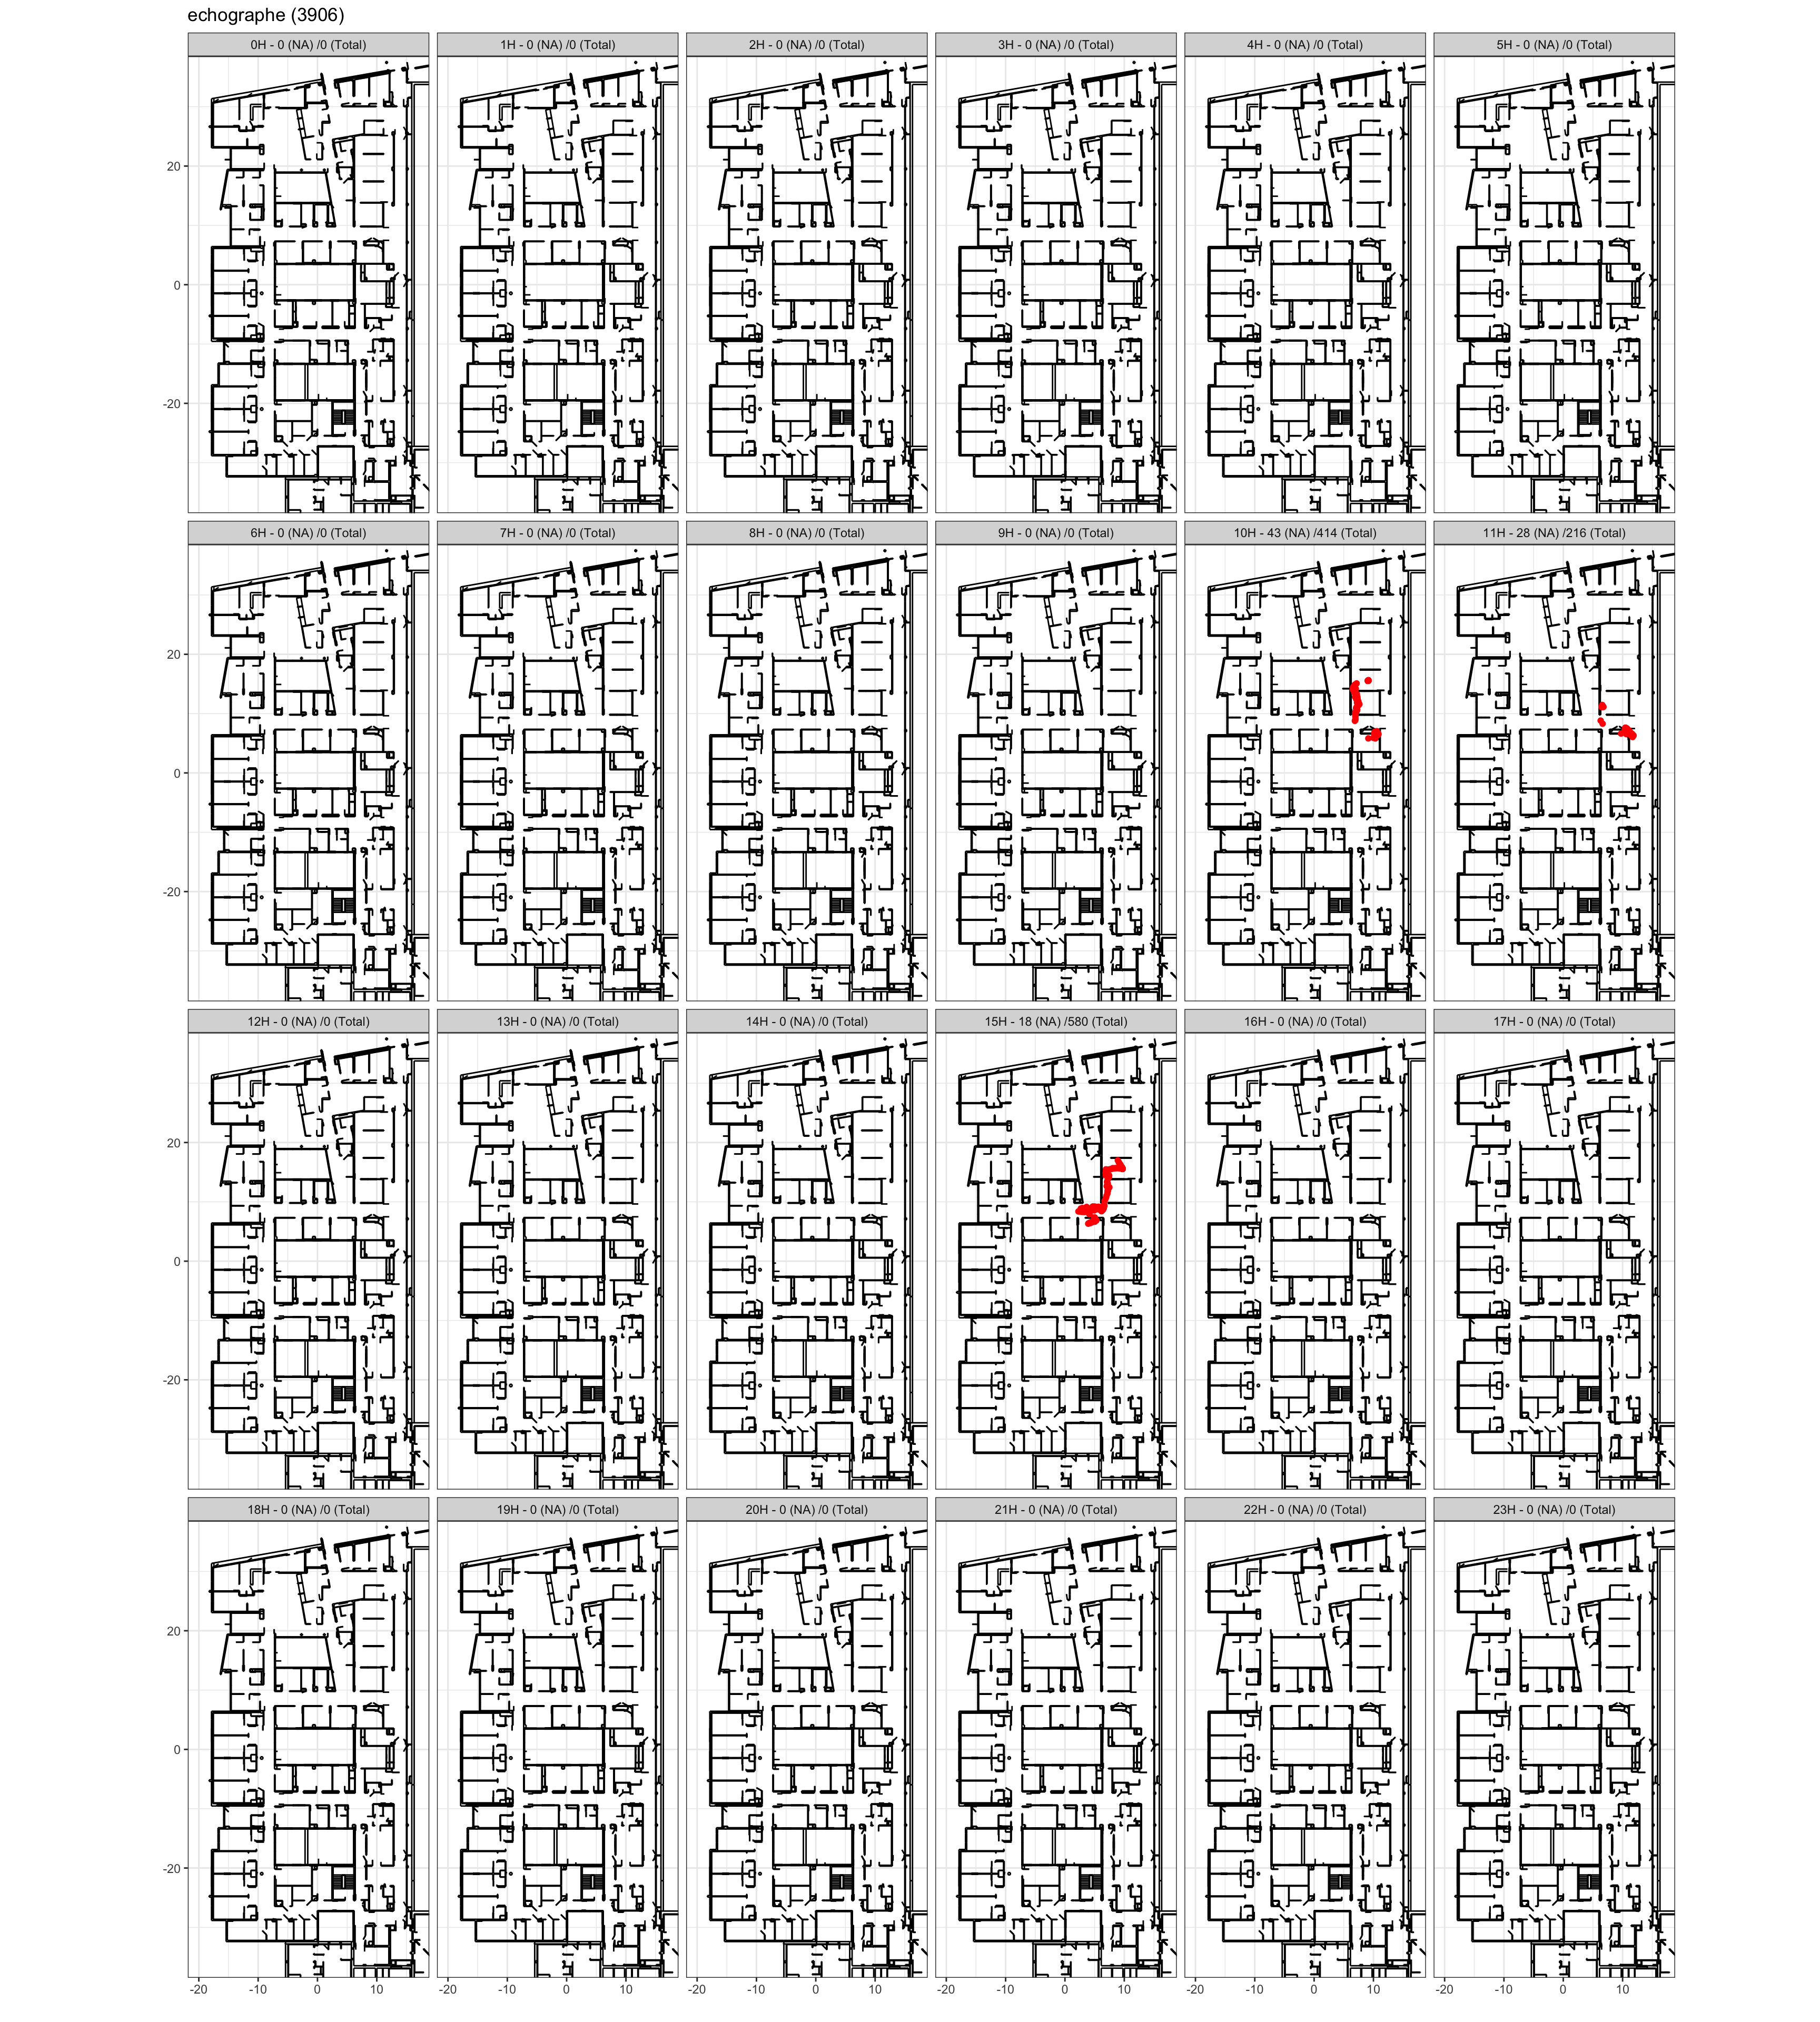 echographe (3906)
0H - 0 (NA) /0 (Total) 1H - 0 (NA) /0 (Total) 2H - 0 (NA) /0 (Total) 3H - 0 (NA) /0 (Total) 4H - 0 (NA) /0 (Total) 5H - 0 (NA) /0 (Total)
20
0
-20
6H - 0 (NA) /0 (Total) 7H - 0 (NA) /0 (Total) 8H - 0 (NA) /0 (Total) 9H - 0 (NA) /0 (Total) 10H - 43 (NA) /414 (Total) 11H - 28 (NA) /216 (Total)
20
0
-20
12H - 0 (NA) /0 (Total) 13H - 0 (NA) /0 (Total) 14H - 0 (NA) /0 (Total) 15H - 18 (NA) /580 (Total) 16H - 0 (NA) /0 (Total) 17H - 0 (NA) /0 (Total)
20
0
-20
18H - 0 (NA) /0 (Total) 19H - 0 (NA) /0 (Total) 20H - 0 (NA) /0 (Total) 21H - 0 (NA) /0 (Total) 22H - 0 (NA) /0 (Total) 23H - 0 (NA) /0 (Total)
20
0
-20
-20 -10 0 10 -20 -10 0 10 -20 -10 0 10 -20 -10 0 10 -20 -10 0 10 -20 -10 0 10